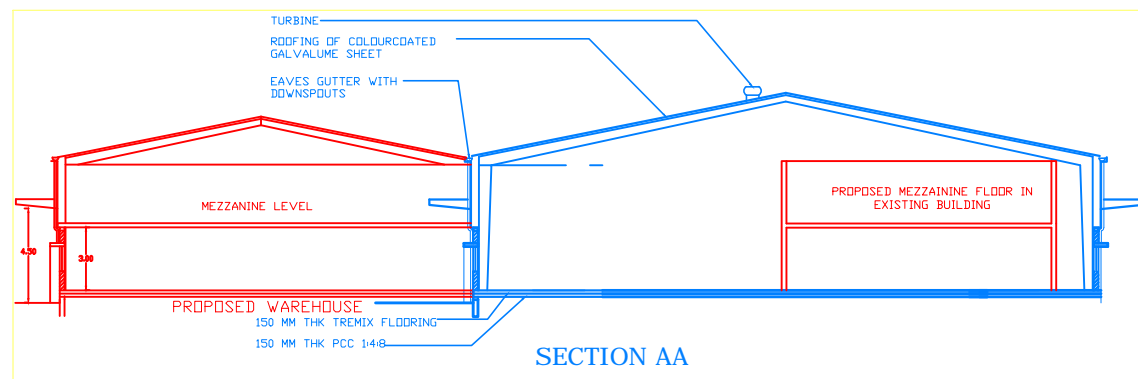 TURBINE
ROOFING OF COLOURCOATED
GALVALUME SHEET
EAVES GUTTER WITH
DOWNSPOUTS
MEZZANINE LEVEL
PROPOSED MEZZAININE FLOOR IN
EXISTING BUILDING
4.50
3.00
PROPOSED WAREHOUSE
150 MM THK TREMIX FLOORING
150 MM THK PCC 1:4:8
SECTION AA